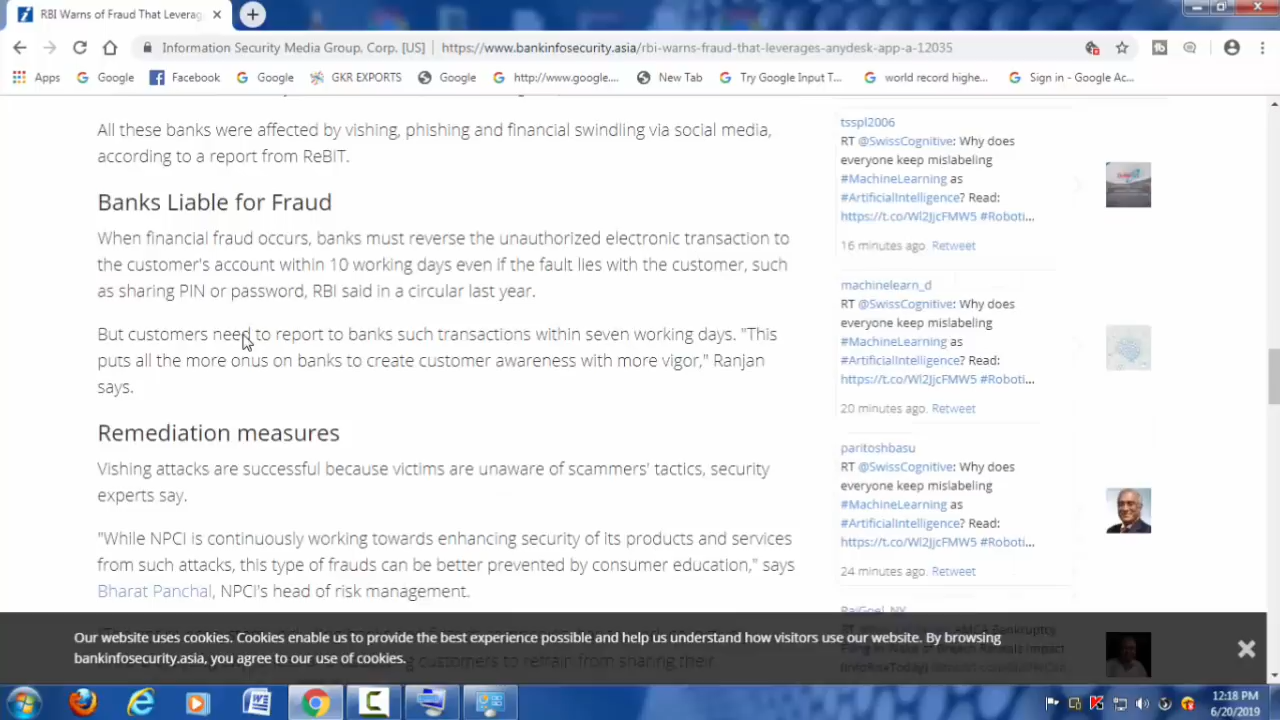 RBI Warns of Fraud That Leverag
Information Security Media Group, Corp. [US] | https://www.bankinfosecurity.asia/rbi-warns-fraud-that-leverages-anydesk-app-a-12035
Apps Google Facebook Google GKR EXPORTS Google http://www.google.... New Tab Try Google Input T... world record highe... Sign in - Google Ac...
All these banks were affected by vishing, phishing and financial swindling via social media,
according to a report from ReBIT.
Banks Liable for Fraud
When financial fraud occurs, banks must reverse the unauthorized electronic transaction to
the customer's account within 10 working days even if the fault lies with the customer, such
as sharing PIN or password, RBI said in a circular last year.
But customers need to report to banks such transactions within seven working days. "This
puts all the more onus on banks to create customer awareness with more vigor," Ranjan
says.
Remediation measures
Vishing attacks are successful because victims are unaware of scammers' tactics, security
experts say.
"While NPCI is continuously working towards enhancing security of its products and services
from such attacks, this type of frauds can be better prevented by consumer education," says
Bharat Panchal, NPCI's head of risk management.
customers to refrain from sharing their
tsspl2006
RT @SwissCognitive: Why does
everyone keep mislabeling
#MachineLearning as
#ArtificialIntelligence? Read:
https://t.co/Wl2JjcFMW5 #Roboti...
16 minutes ago. Retweet
machinelearn_d
RT @SwissCognitive: Why does
everyone keep mislabeling
#MachineLearning as
#ArtificialIntelligence? Read:
https://t.co/Wl2JjcFMW5 #Roboti...
20 minutes ago. Retweet
paritoshbasu
RT @SwissCognitive: Why does
everyone keep mislabeling
#MachineLearning as
#ArtificialIntelligence? Read:
https://t.co/Wl2JjcFMW5 #Roboti...
24 minutes ago. Retweet
RajGoel_NY
Our website uses cookies. Cookies enable us to provide the best experience possible and help us understand how visitors use our website. By browsing
bankinfosecurity.asia, you agree to our use of cookies.
12:18 PM
6/20/2019